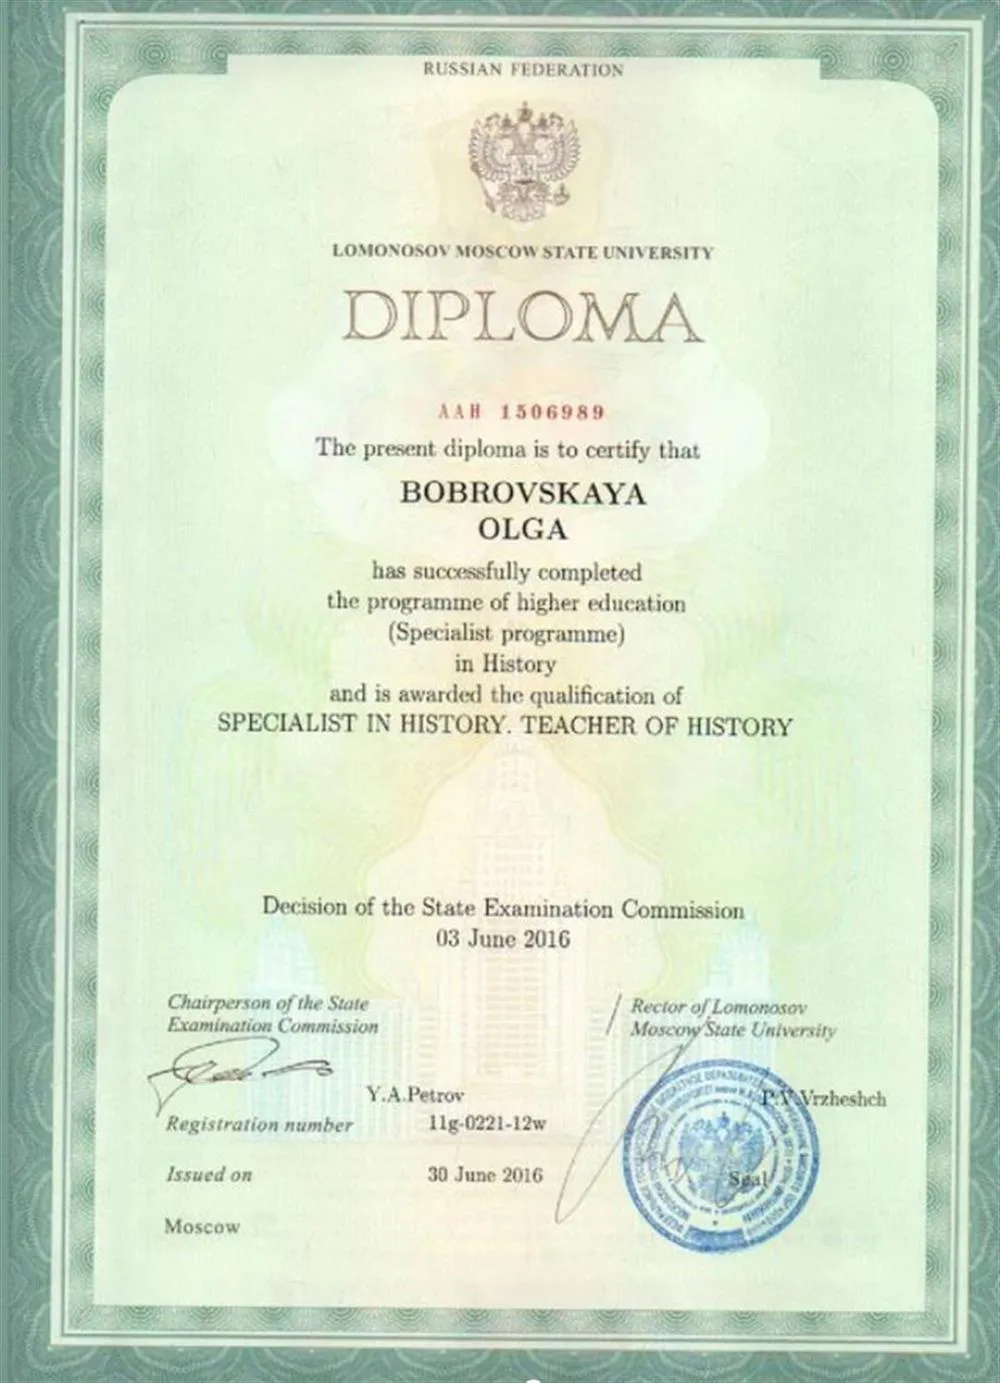 RUSSIAN FEDERATION
LOMONOSOV MOSCOW STATE UNIVERSITY
DIPLOMA
ААН 1506989
The present diploma is to certify that
BOBROVSKAYA
OLGA
has successfully completed
the programme of higher education
(Specialist programme)
in History
and is awarded the qualification of
SPECIALIST IN HISTORY. TEACHER OF HISTORY
Decision of the State Examination Commission
03 June 2016
Chairperson of the State
Examination Commission
Y.A.Petrov
Rector of Lomonosov
Moscow State University
P.V.Vrzheshch
Registration number 11g-0221-12w
Issued on 30 June 2016
Seal
Moscow